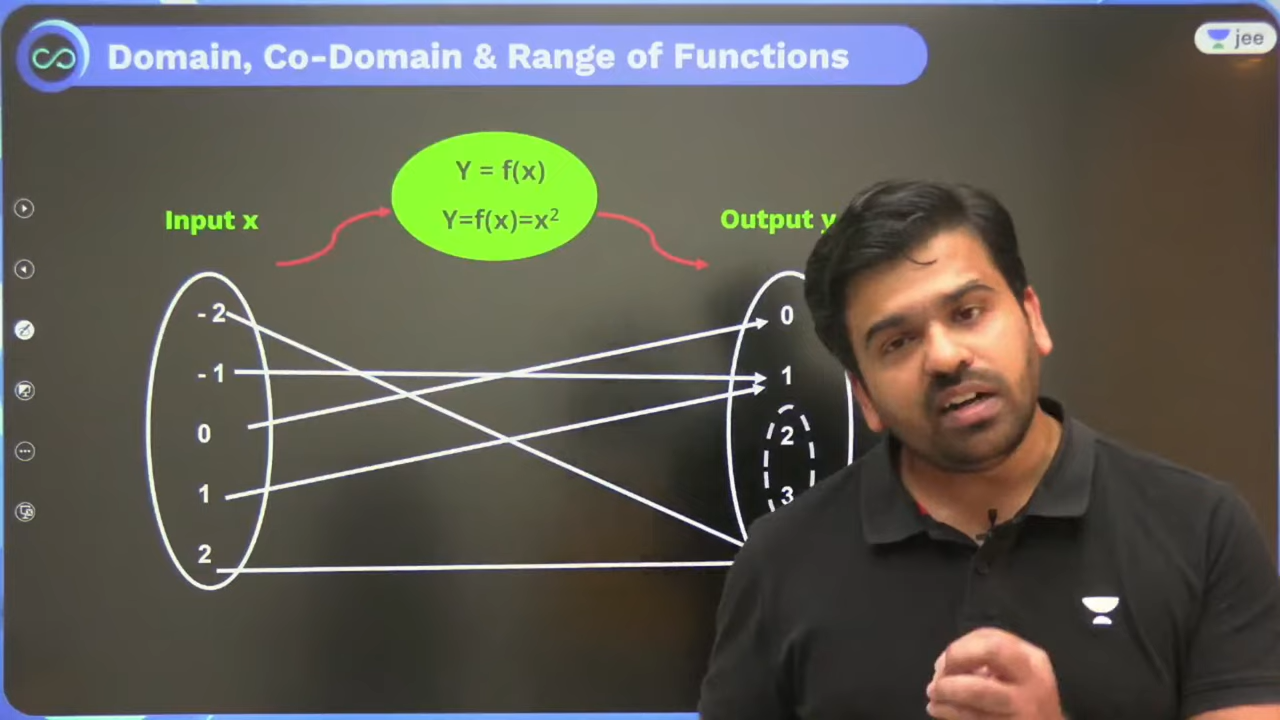 Domain, Co-Domain & Range of Functions
jee
Y = f(x)
Y=f(x)=x²
Input x
Output y
- 2
- 1
0
1
2
0
1
2
3